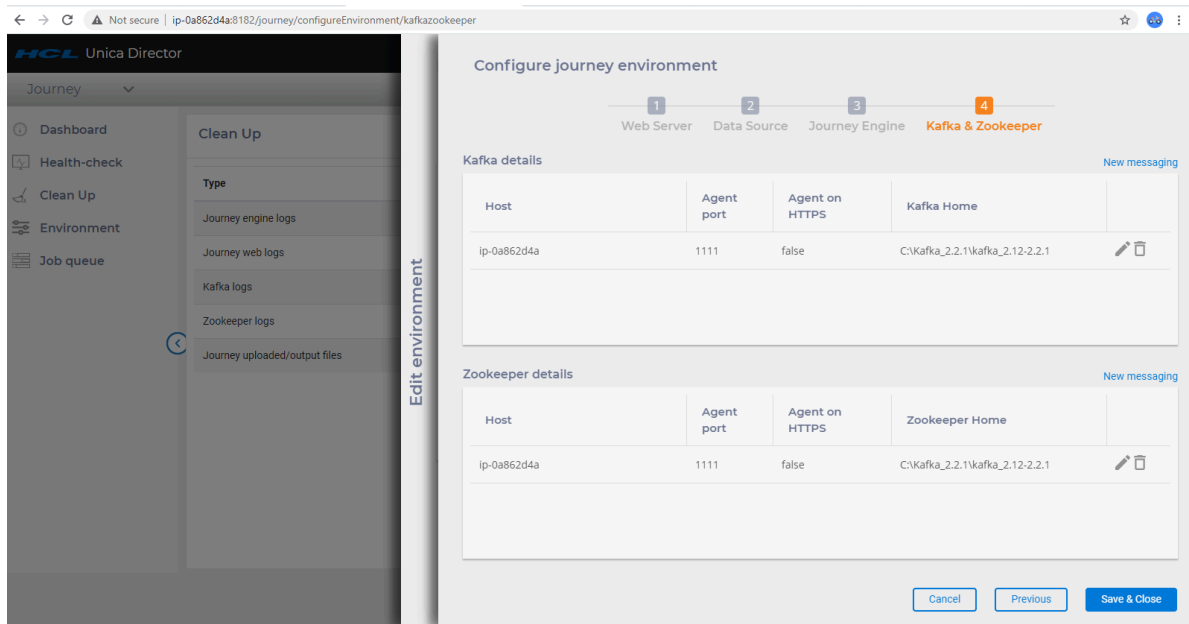 Not secure | ip-0a862d4a:8182/journey/configureEnvironment/kafkazookeeper
HCL Unica Director
Journey
Dashboard
Health-check
Clean Up
Environment
Job queue
Clean Up
Type
Journey engine logs
Journey web logs
Kafka logs
Zookeeper logs
Journey uploaded/output files
Edit environment
Configure journey environment
1 2 3 4
Web Server Data Source Journey Engine Kafka & Zookeeper
Kafka details New messaging
Host Agent port Agent on HTTPS Kafka Home
ip-0a862d4a 1111 false C:\Kafka_2.2.1\kafka_2.12-2.2.1
Zookeeper details New messaging
Host Agent port Agent on HTTPS Zookeeper Home
ip-0a862d4a 1111 false C:\Kafka_2.2.1\kafka_2.12-2.2.1
Cancel Previous Save & Close